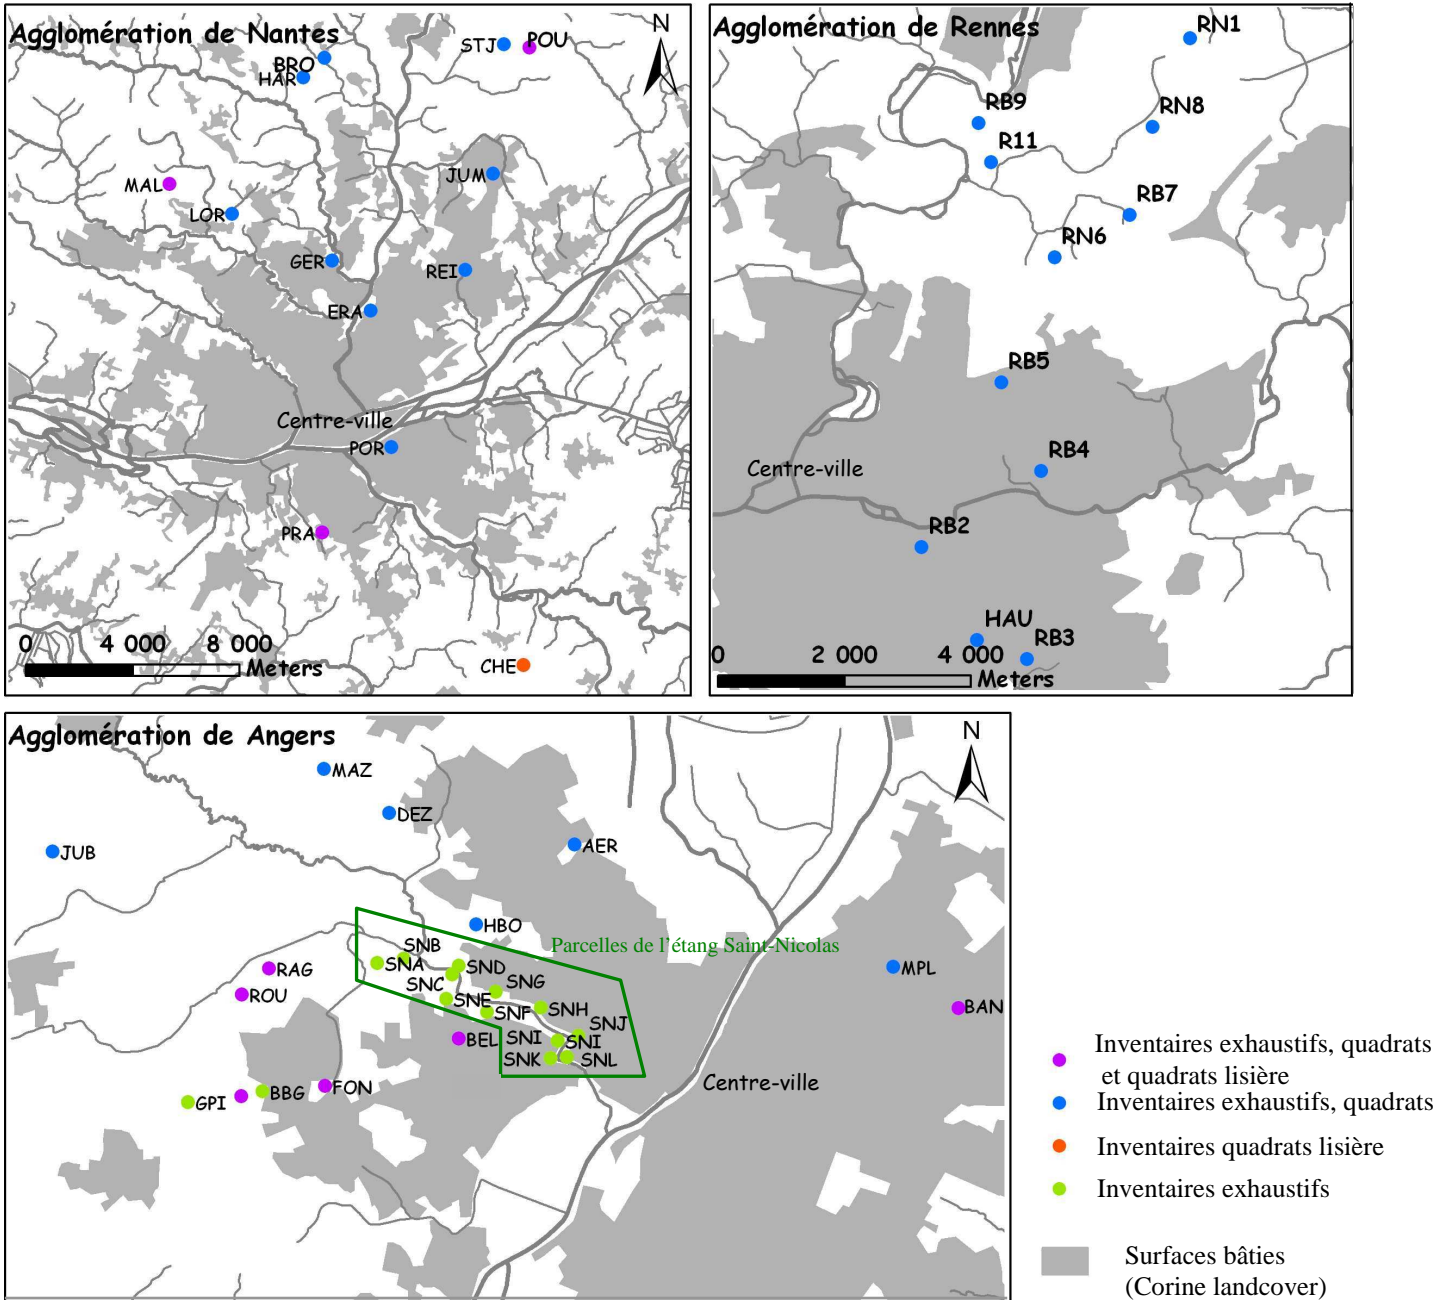 Agglomération de Nantes
N
STJ
POU
BRO
HAR
MAL
LOR
JUM
GER
REI
ERA
Centre-ville
POR
PRA
CHE
0 4 000 8 000
Meters
Agglomération de Rennes
RN1
RB9
RN8
R11
RB7
RN6
RB5
RB4
Centre-ville
RB2
HAU
RB3
0 2 000 4 000
Meters
Agglomération de Angers
N
MAZ
DEZ
JUB
AER
HBO
Parcelles de l'étang Saint-Nicolas
SNB
SNA
SND
SNC
SNG
RAG
ROU
SNE
SNF
SNH
SNJ
MPL
BAN
BEL
SNI
SNI
SNK
SNL
Centre-ville
FON
BBG
GPI
Inventaires exhaustifs, quadrats
et quadrats lisière
Inventaires exhaustifs, quadrats
Inventaires quadrats lisière
Inventaires exhaustifs
Surfaces bâties
(Corine landcover)